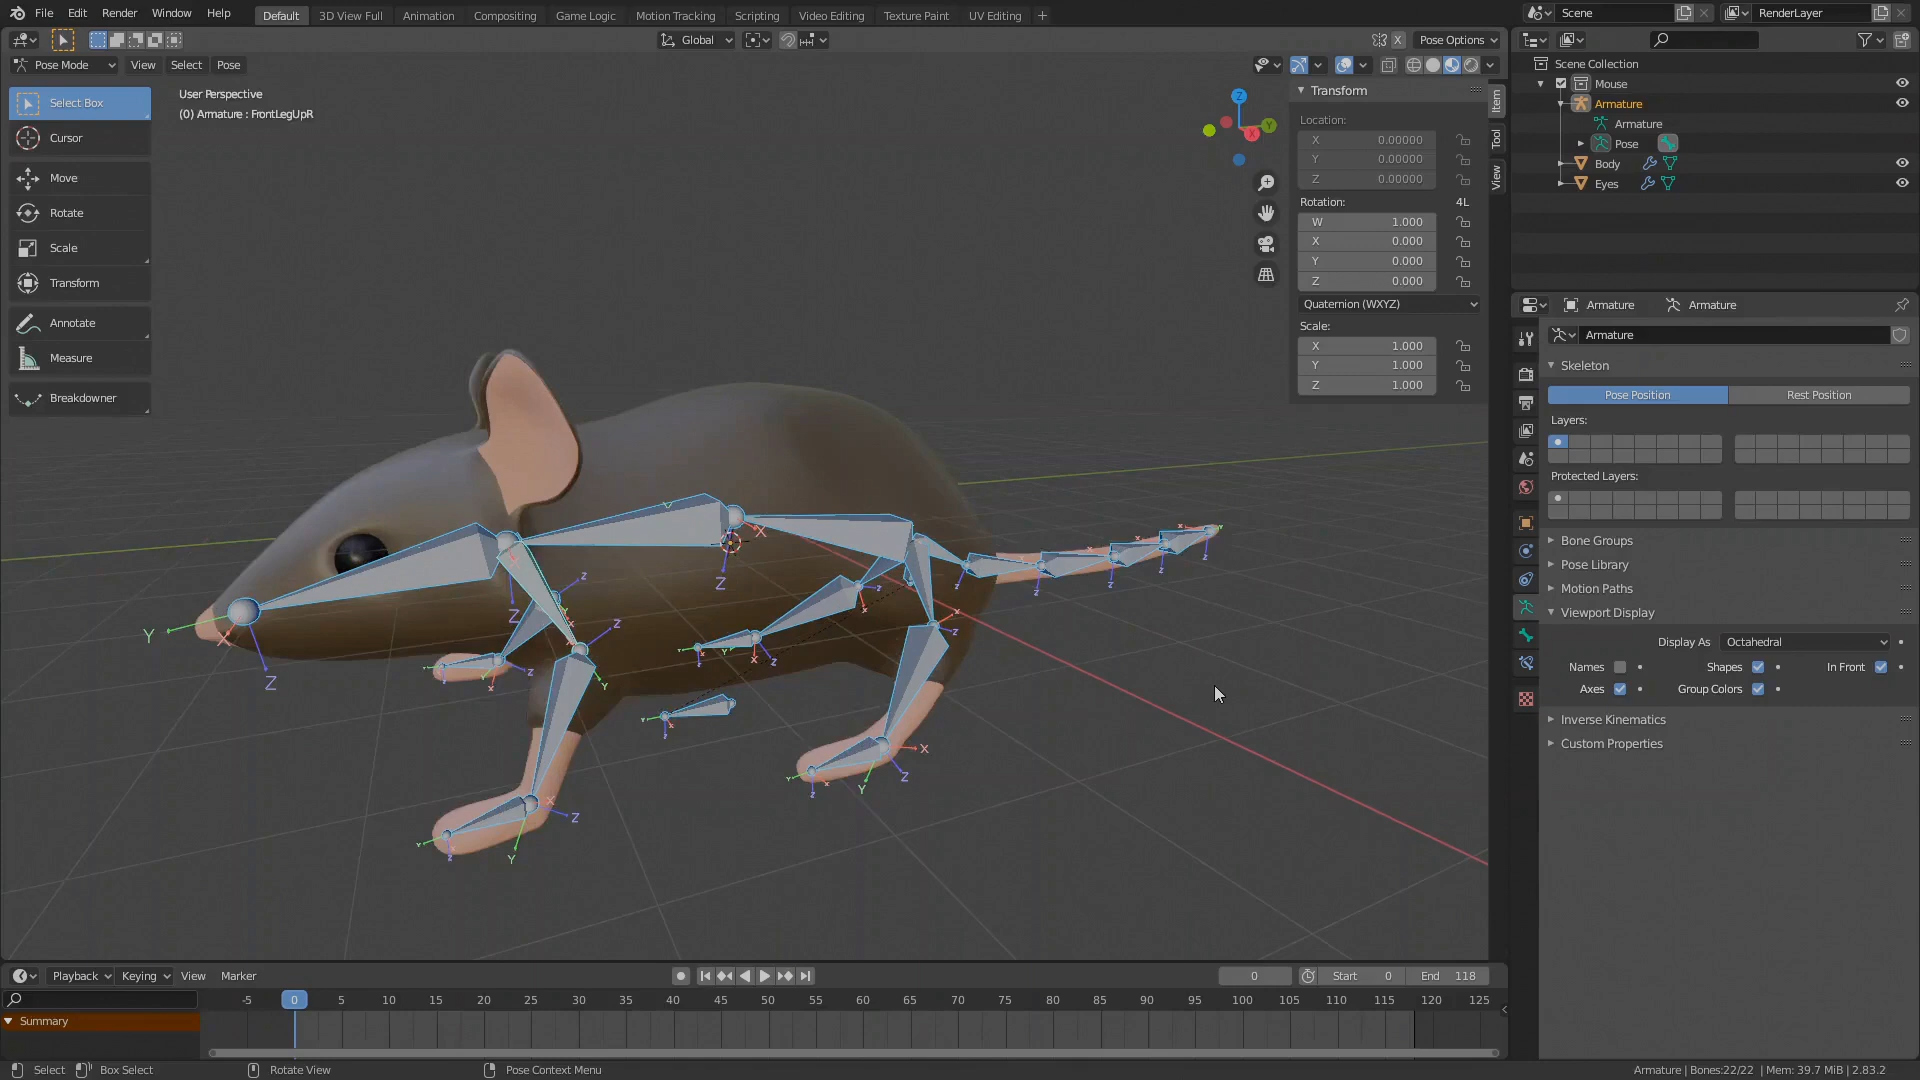 File Edit Render Window Help
Default 3D View Full Animation Compositing Game Logic Motion Tracking Scripting Video Editing Texture Paint UV Editing +
Scene RenderLayer
Global X Pose Options
Pose Mode View Select Pose
Select Box
Cursor
Move
Rotate
Scale
Transform
Annotate
Measure
Breakdowner
User Perspective
(0) Armature : FrontLegUpR
Transform
Location:
X 0.00000
Y 0.00000
Z 0.00000
Rotation: 4L
W 1.000
X 0.000
Y 0.000
Z 0.000
Quaternion (WXYZ)
Scale:
X 1.000
Y 1.000
Z 1.000
Item
Tool
View
Scene Collection
Mouse
Armature
Armature
Pose
Body
Eyes
Armature Armature
Armature
Skeleton
Pose Position Rest Position
Layers:
Protected Layers:
Bone Groups
Pose Library
Motion Paths
Viewport Display
Display As Octahedral
Names Shapes In Front
Axes Group Colors
Inverse Kinematics
Custom Properties
Playback Keying View Marker
0 Start 0 End 118
-5 0 5 10 15 20 25 30 35 40 45 50 55 60 65 70 75 80 85 90 95 100 105 110 115 120 125
Summary
Select Box Select Rotate View Pose Context Menu
Armature | Bones:22/22 | Mem: 39.7 MiB | 2.83.2